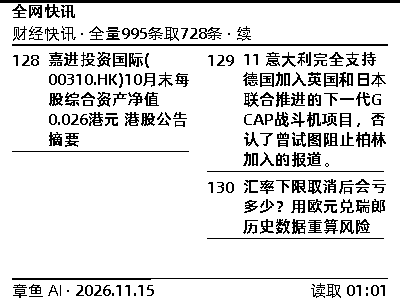 全网快讯
财经快讯 · 全量995条取728条 · 续
128 嘉进投资国际(
00310.HK)10月末每
股综合资产净值
0.026港元 港股公告
摘要
129 11 意大利完全支持
德国加入英国和日本
联合推进的下一代G
CAP战斗机项目，否
认了曾试图阻止柏林
加入的报道。
130 汇率下限取消后会亏
多少？用欧元兑瑞郎
历史数据重算风险
章鱼 AI · 2026.11.15
读取 01:01